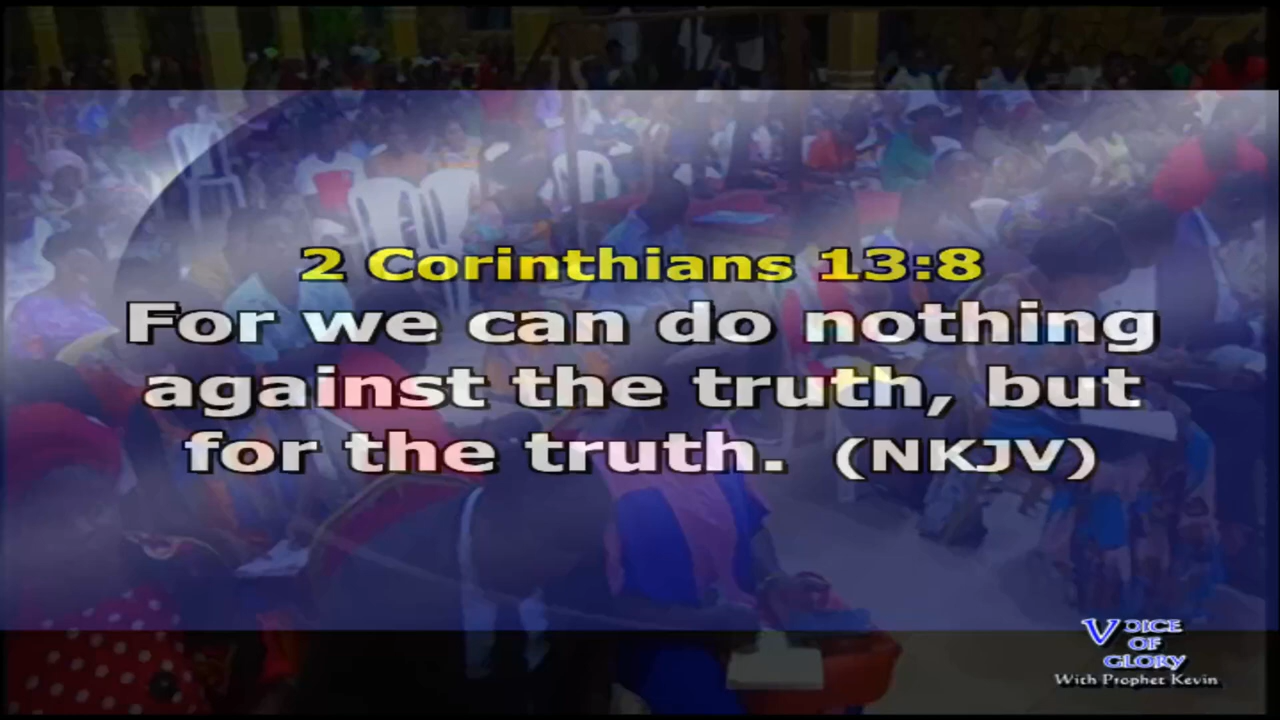 2 Corinthians 13:8
For we can do nothing
against the truth, but
for the truth. (NKJV)
VOICE
OF
GLORY
With Prophet Kevin